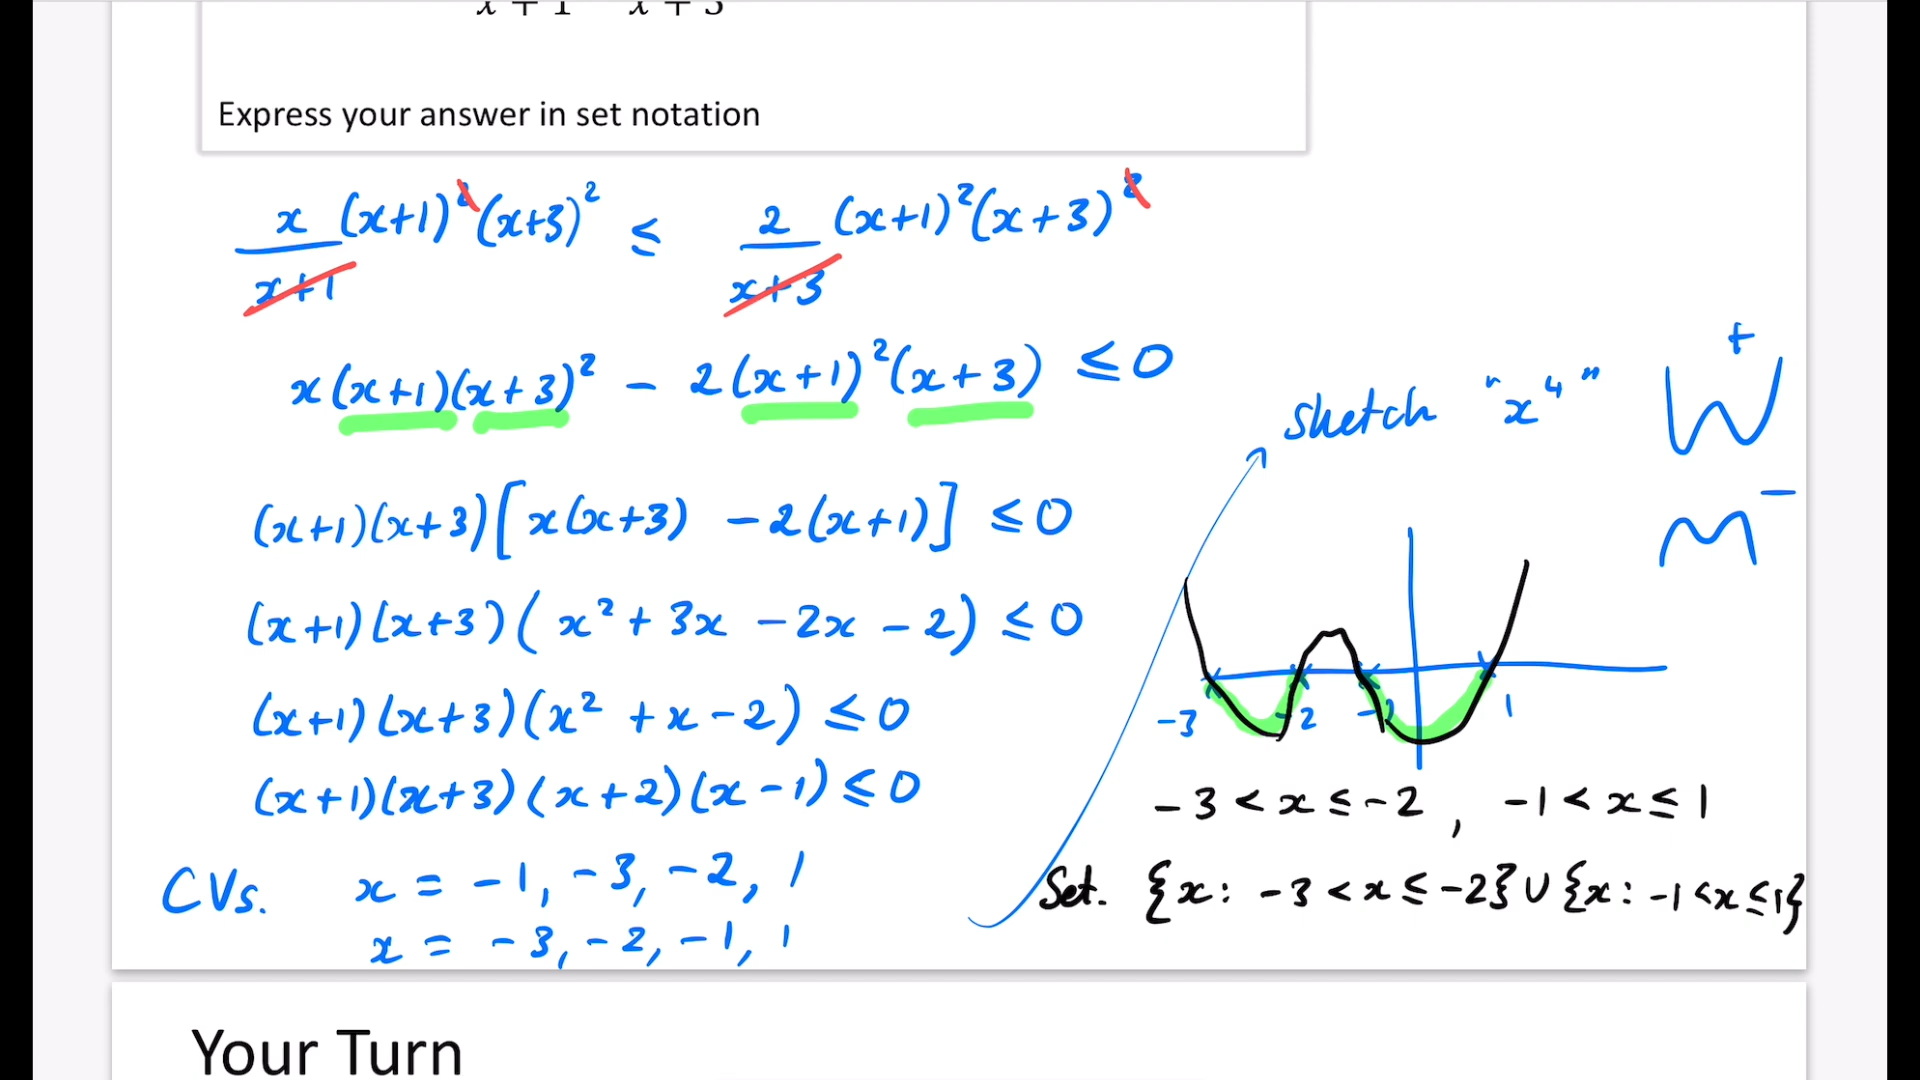 x + 1 x + 3
Express your answer in set notation
x/(x+1) (x+1)²(x+3)² ≤ 2/(x+3) (x+1)²(x+3)²
x(x+1)(x+3)² - 2(x+1)²(x+3) ≤ 0
(x+1)(x+3)[x(x+3) - 2(x+1)] ≤ 0
(x+1)(x+3)(x² + 3x - 2x - 2) ≤ 0
(x+1)(x+3)(x² + x - 2) ≤ 0
(x+1)(x+3)(x+2)(x-1) ≤ 0
CVs. x = -1, -3, -2, 1
x = -3, -2, -1, 1
sketch "x⁴"
+
-
-3 -2 -1 1
-3 < x ≤ -2 , -1 < x ≤ 1
Set. {x: -3 < x ≤ -2} ∪ {x: -1 < x ≤ 1}
Your Turn